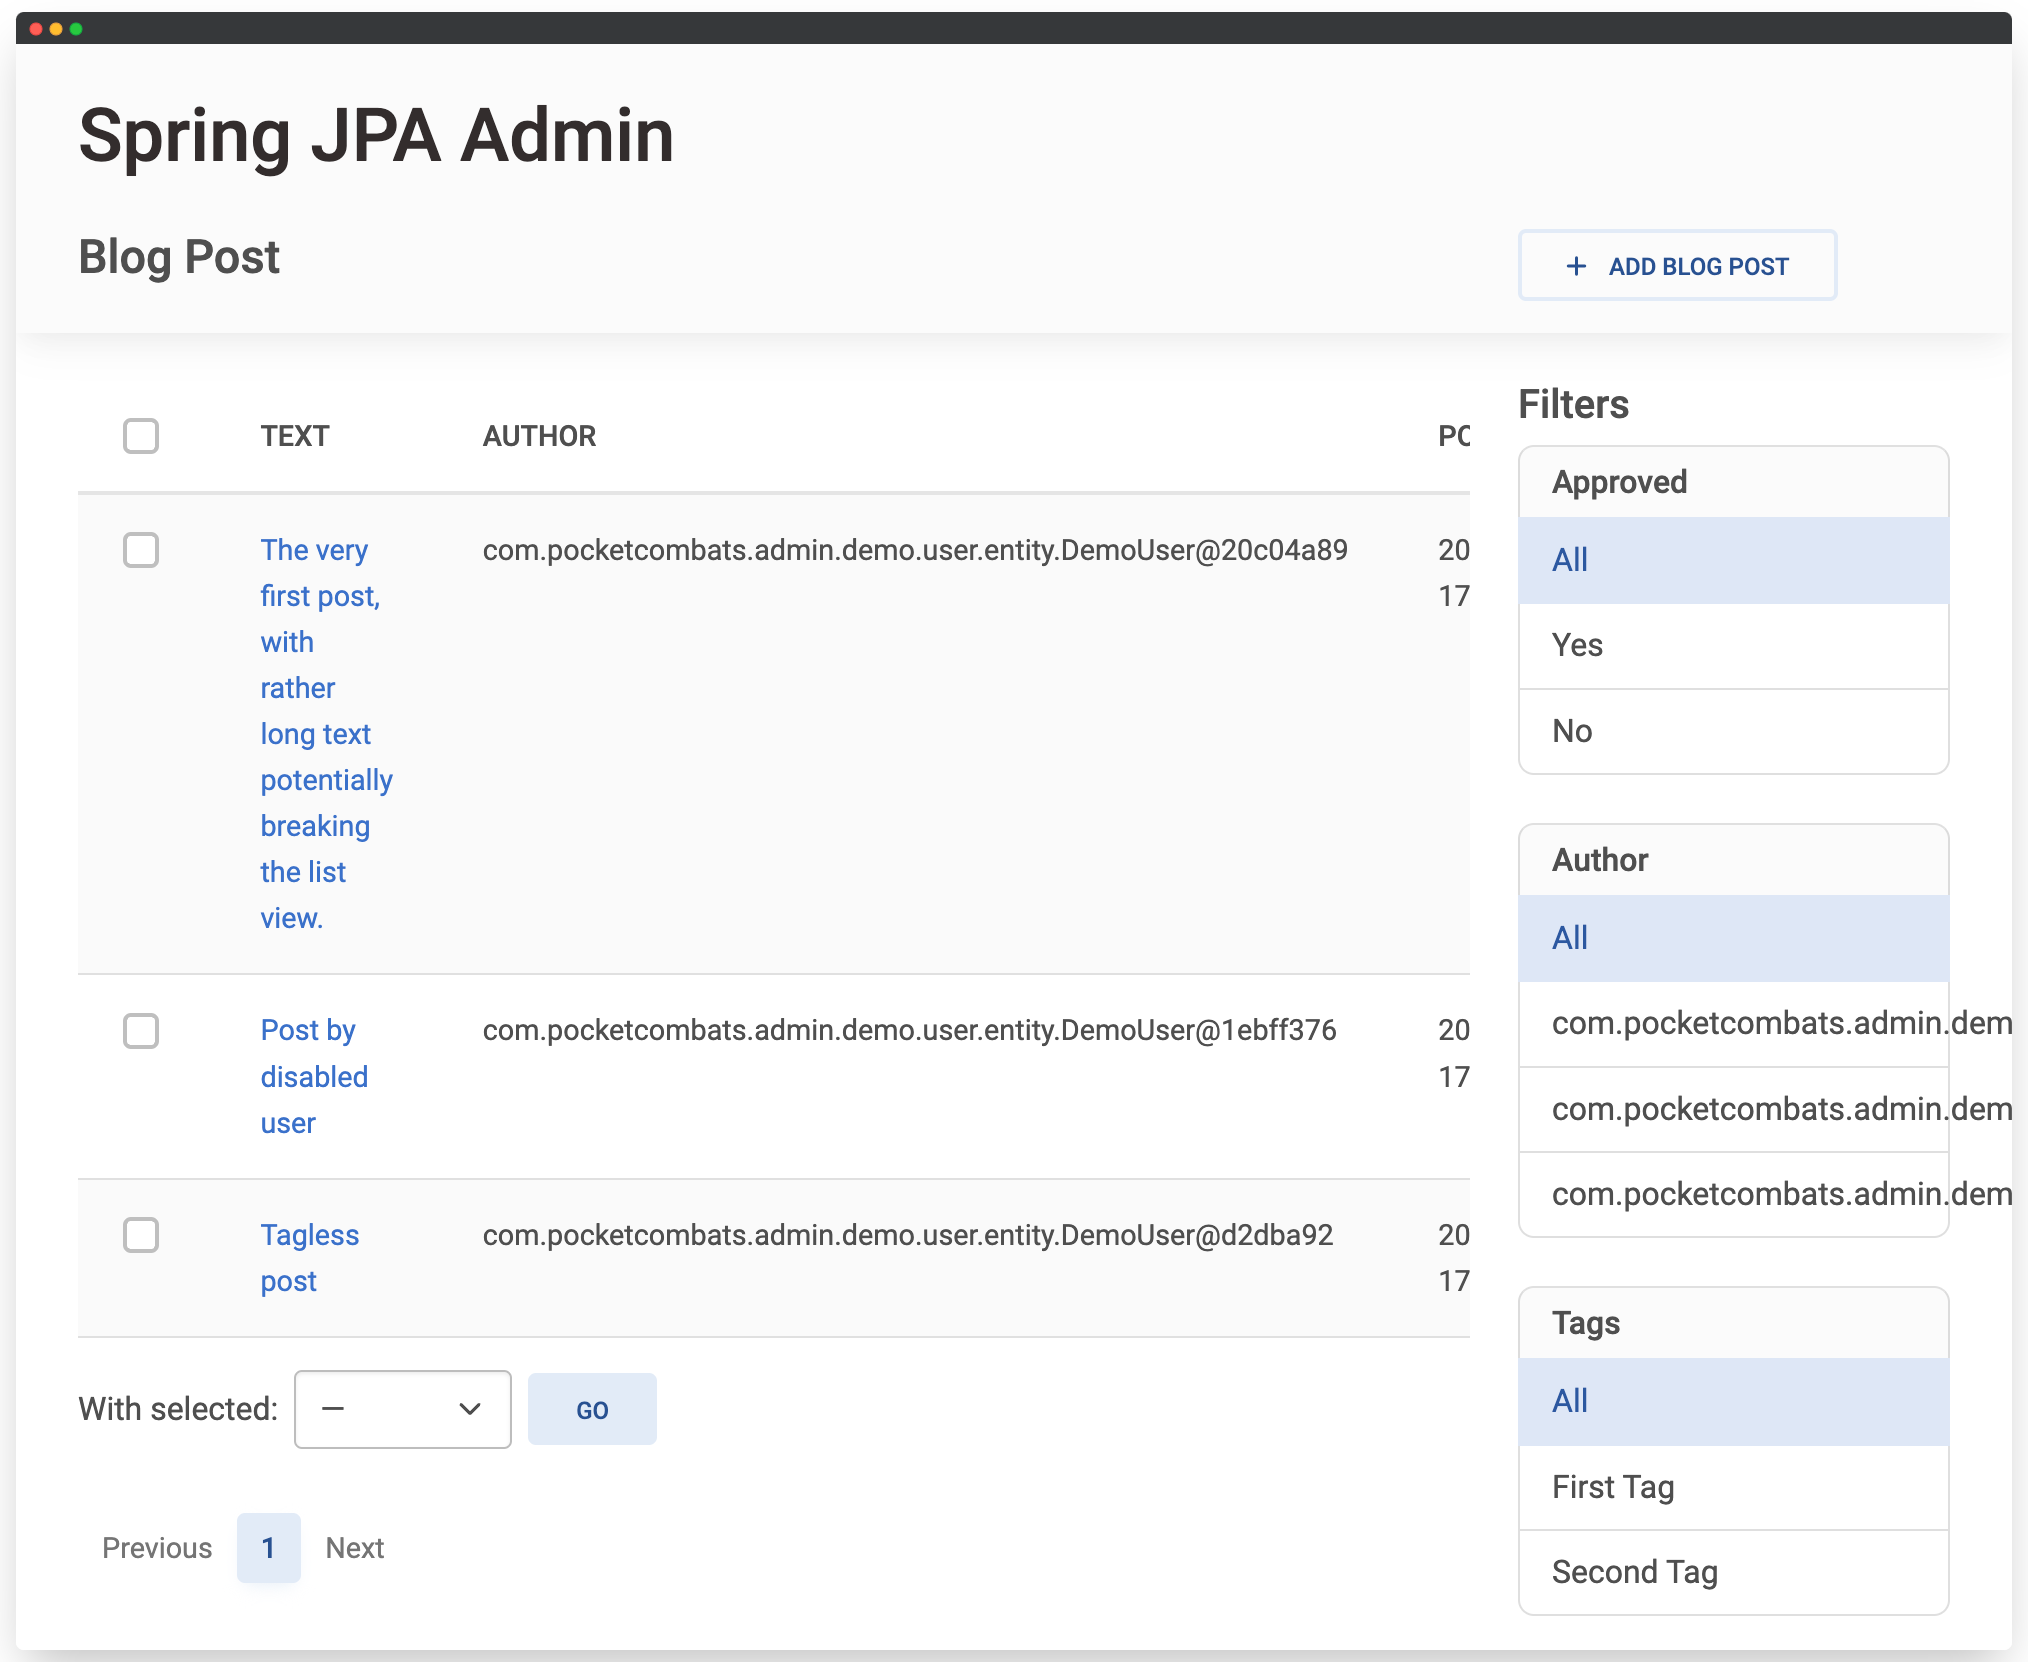 Spring JPA Admin
Blog Post
+ ADD BLOG POST
TEXT AUTHOR PO
The very com.pocketcombats.admin.demo.user.entity.DemoUser@20c04a89 20
first post, 17
with
rather
long text
potentially
breaking
the list
view.
Post by com.pocketcombats.admin.demo.user.entity.DemoUser@1ebff376 20
disabled 17
user
Tagless com.pocketcombats.admin.demo.user.entity.DemoUser@d2dba92 20
post 17
With selected: — GO
Previous 1 Next
Filters
Approved
All
Yes
No
Author
All
com.pocketcombats.admin.dem
com.pocketcombats.admin.dem
com.pocketcombats.admin.dem
Tags
All
First Tag
Second Tag